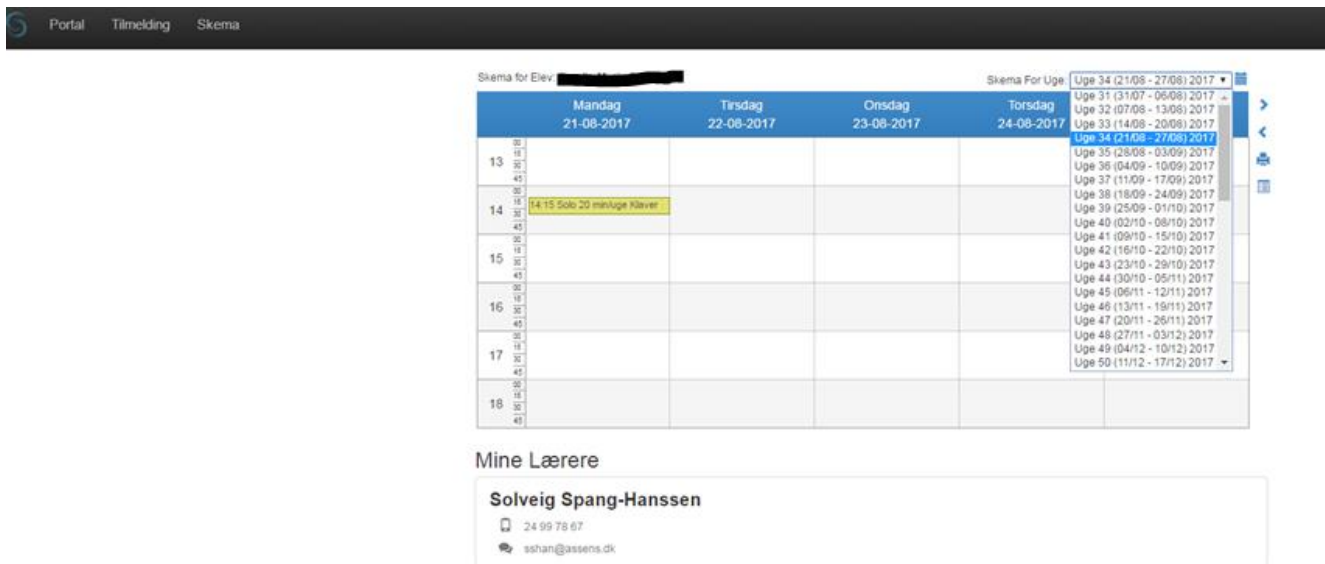 Portal Tilmelding Skema
Skema for Elev:
Skema For Uge: Uge 34 (21/08 - 27/08) 2017
Mandag Tirsdag Onsdag Torsdag
21-08-2017 22-08-2017 23-08-2017 24-08-2017
Uge 31 (31/07 - 06/08) 2017
Uge 32 (07/08 - 13/08) 2017
Uge 33 (14/08 - 20/08) 2017
Uge 34 (21/08 - 27/08) 2017
Uge 35 (28/08 - 03/09) 2017
Uge 36 (04/09 - 10/09) 2017
Uge 37 (11/09 - 17/09) 2017
Uge 38 (18/09 - 24/09) 2017
Uge 39 (25/09 - 01/10) 2017
Uge 40 (02/10 - 08/10) 2017
Uge 41 (09/10 - 15/10) 2017
Uge 42 (16/10 - 22/10) 2017
Uge 43 (23/10 - 29/10) 2017
Uge 44 (30/10 - 05/11) 2017
Uge 45 (06/11 - 12/11) 2017
Uge 46 (13/11 - 19/11) 2017
Uge 47 (20/11 - 26/11) 2017
Uge 48 (27/11 - 03/12) 2017
Uge 49 (04/12 - 10/12) 2017
Uge 50 (11/12 - 17/12) 2017
13
14
14:15 Solo 20 min/uge Klaver
15
16
17
18
Mine Lærere
Solveig Spang-Hanssen
24 99 78 67
sshan@assens.dk